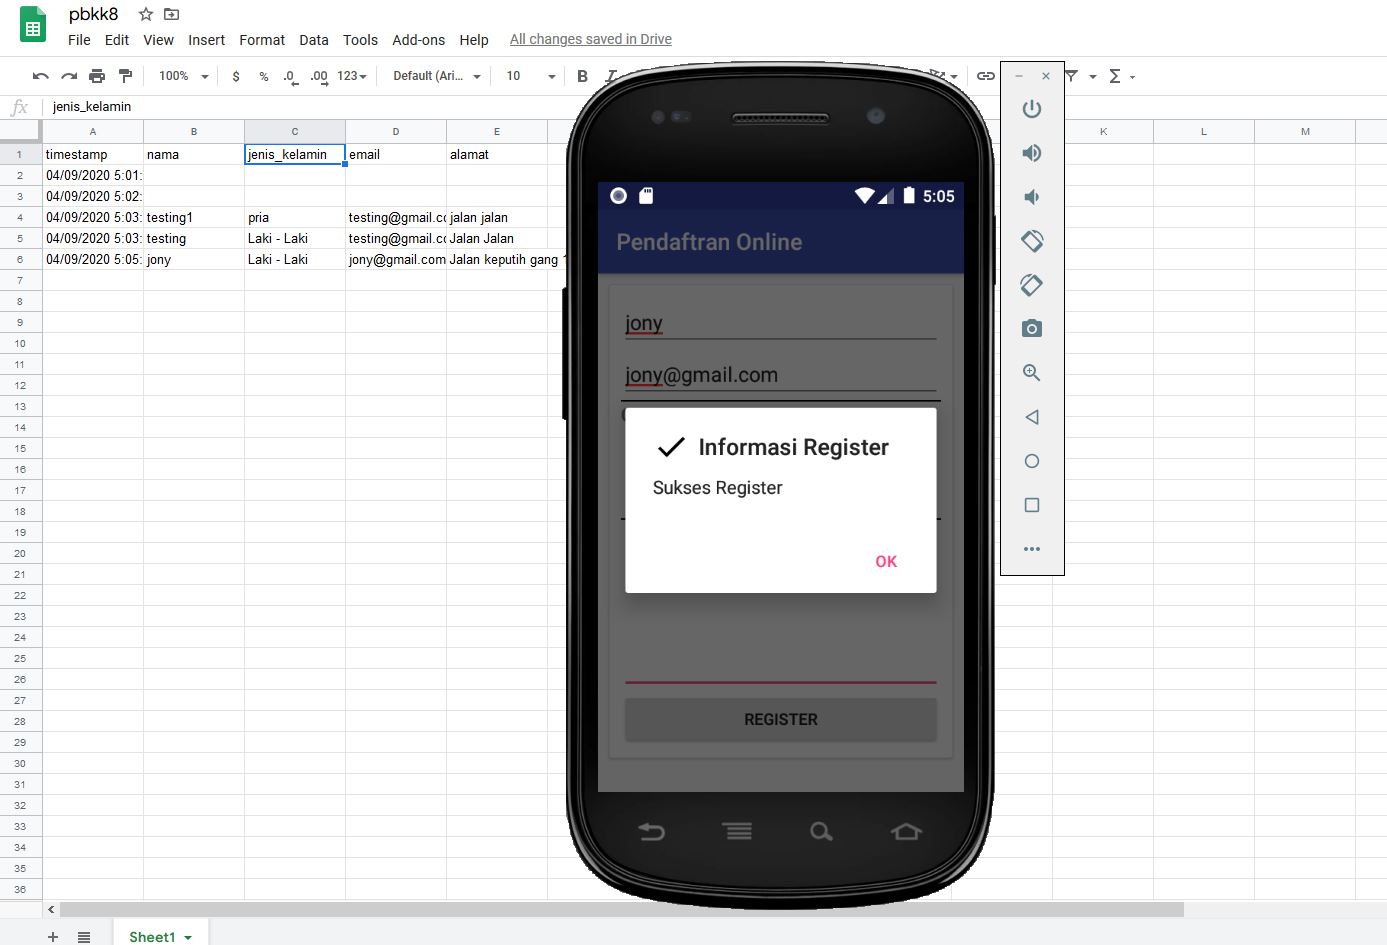 pbkk8
File Edit View Insert Format Data Tools Add-ons Help All changes saved in Drive
100% $ % .0 .00 123 Default (Ari... 10 B I
fx jenis_kelamin
A B C D E K L M
1 timestamp nama jenis_kelamin email alamat
2 04/09/2020 5:01:
3 04/09/2020 5:02:
4 04/09/2020 5:03: testing1 pria testing@gmail.cc jalan jalan
5 04/09/2020 5:03: testing Laki - Laki testing@gmail.cc Jalan Jalan
6 04/09/2020 5:05: jony Laki - Laki jony@gmail.com Jalan keputih gang 1
7
8
9
10
11
12
13
14
15
16
17
18
19
20
21
22
23
24
25
26
27
28
29
30
31
32
33
34
35
36
Sheet1
5:05
Pendaftran Online
jony
jony@gmail.com
Informasi Register
Sukses Register
OK
REGISTER